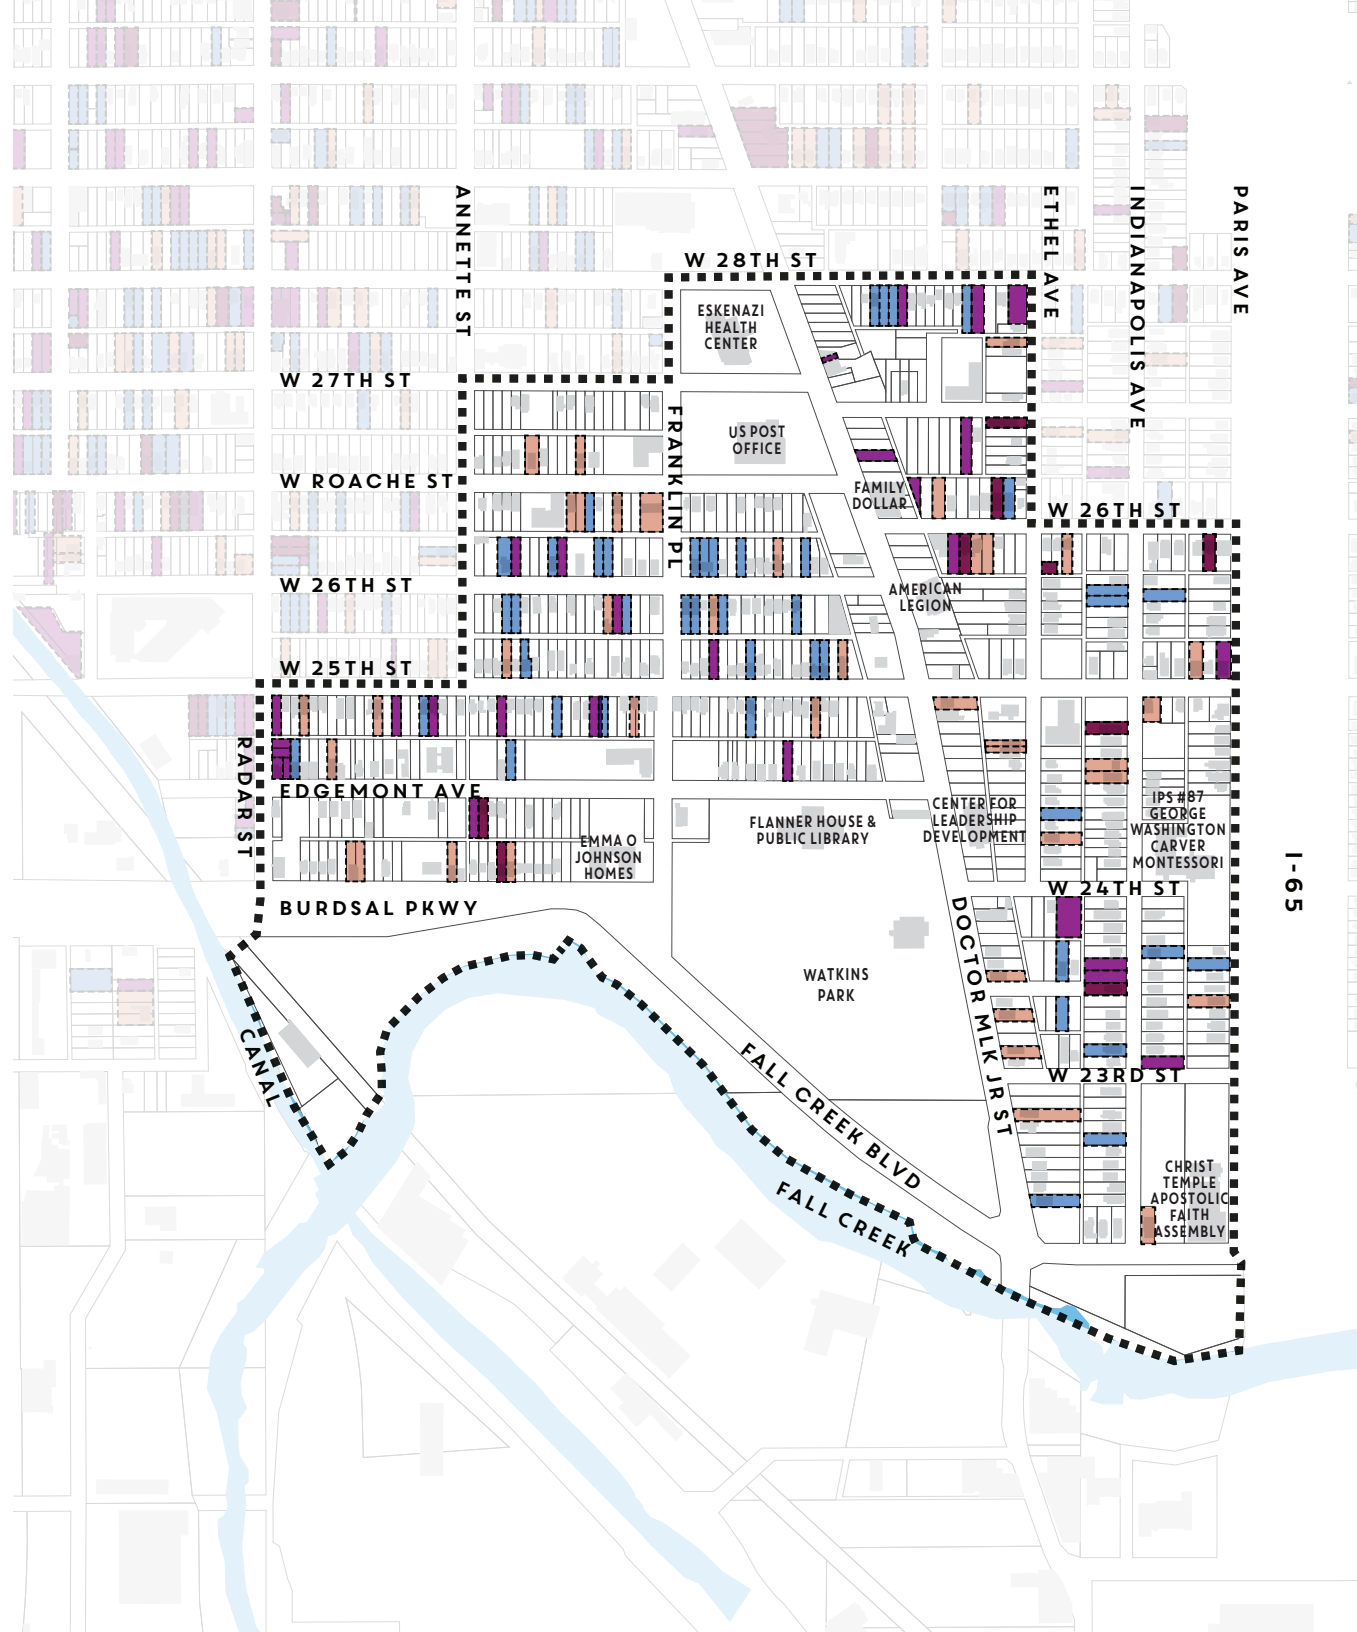 ANNETTE ST
ETHEL AVE
INDIANAPOLIS AVE
PARIS AVE
W 28TH ST
ESKENAZI
HEALTH
CENTER
W 27TH ST
FRANKLIN PL
US POST
OFFICE
W ROACHE ST
FAMILY
DOLLAR
W 26TH ST
W 26TH ST
AMERICAN
LEGION
W 25TH ST
RADAR ST
EDGEMONT AVE
EMMA O
JOHNSON
HOMES
FLANNER HOUSE &
PUBLIC LIBRARY
CENTER FOR
LEADERSHIP
DEVELOPMENT
IPS #87
GEORGE
WASHINGTON
CARVER
MONTESSORI
I-65
W 24TH ST
BURDSAL PKWY
DOCTOR MLK JR ST
WATKINS
PARK
CANAL
FALL CREEK BLVD
W 23RD ST
FALL CREEK
CHRIST
TEMPLE
APOSTOLIC
FAITH
ASSEMBLY